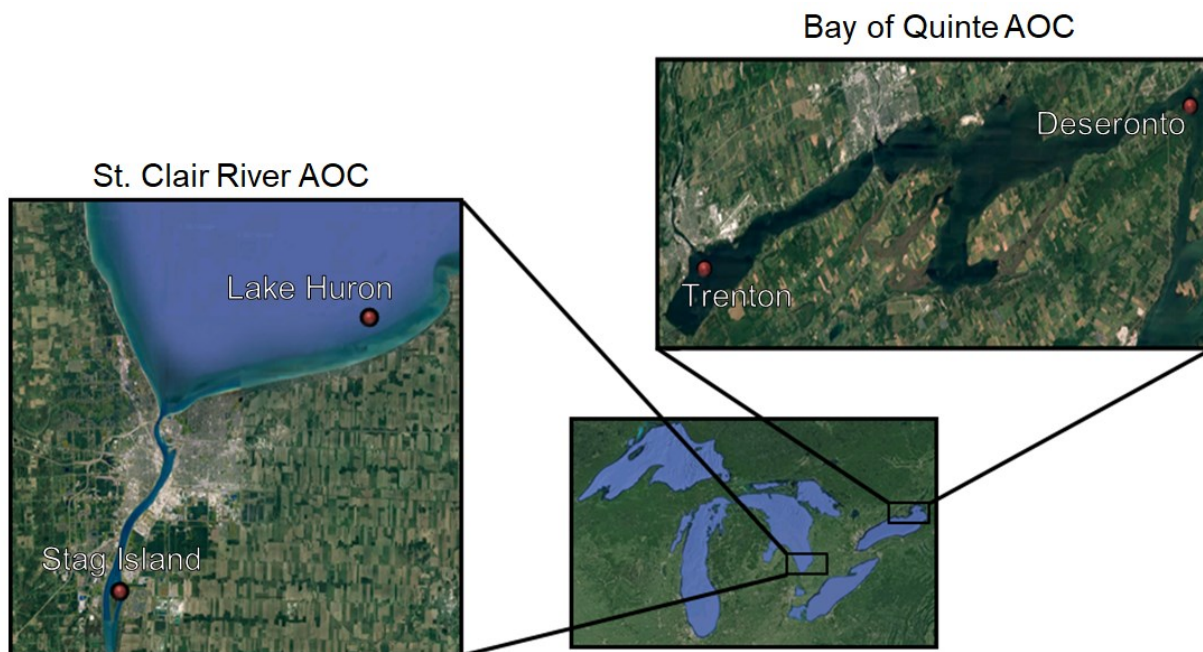 Bay of Quinte AOC
Deseronto
Trenton
St. Clair River AOC
Lake Huron
Stag Island